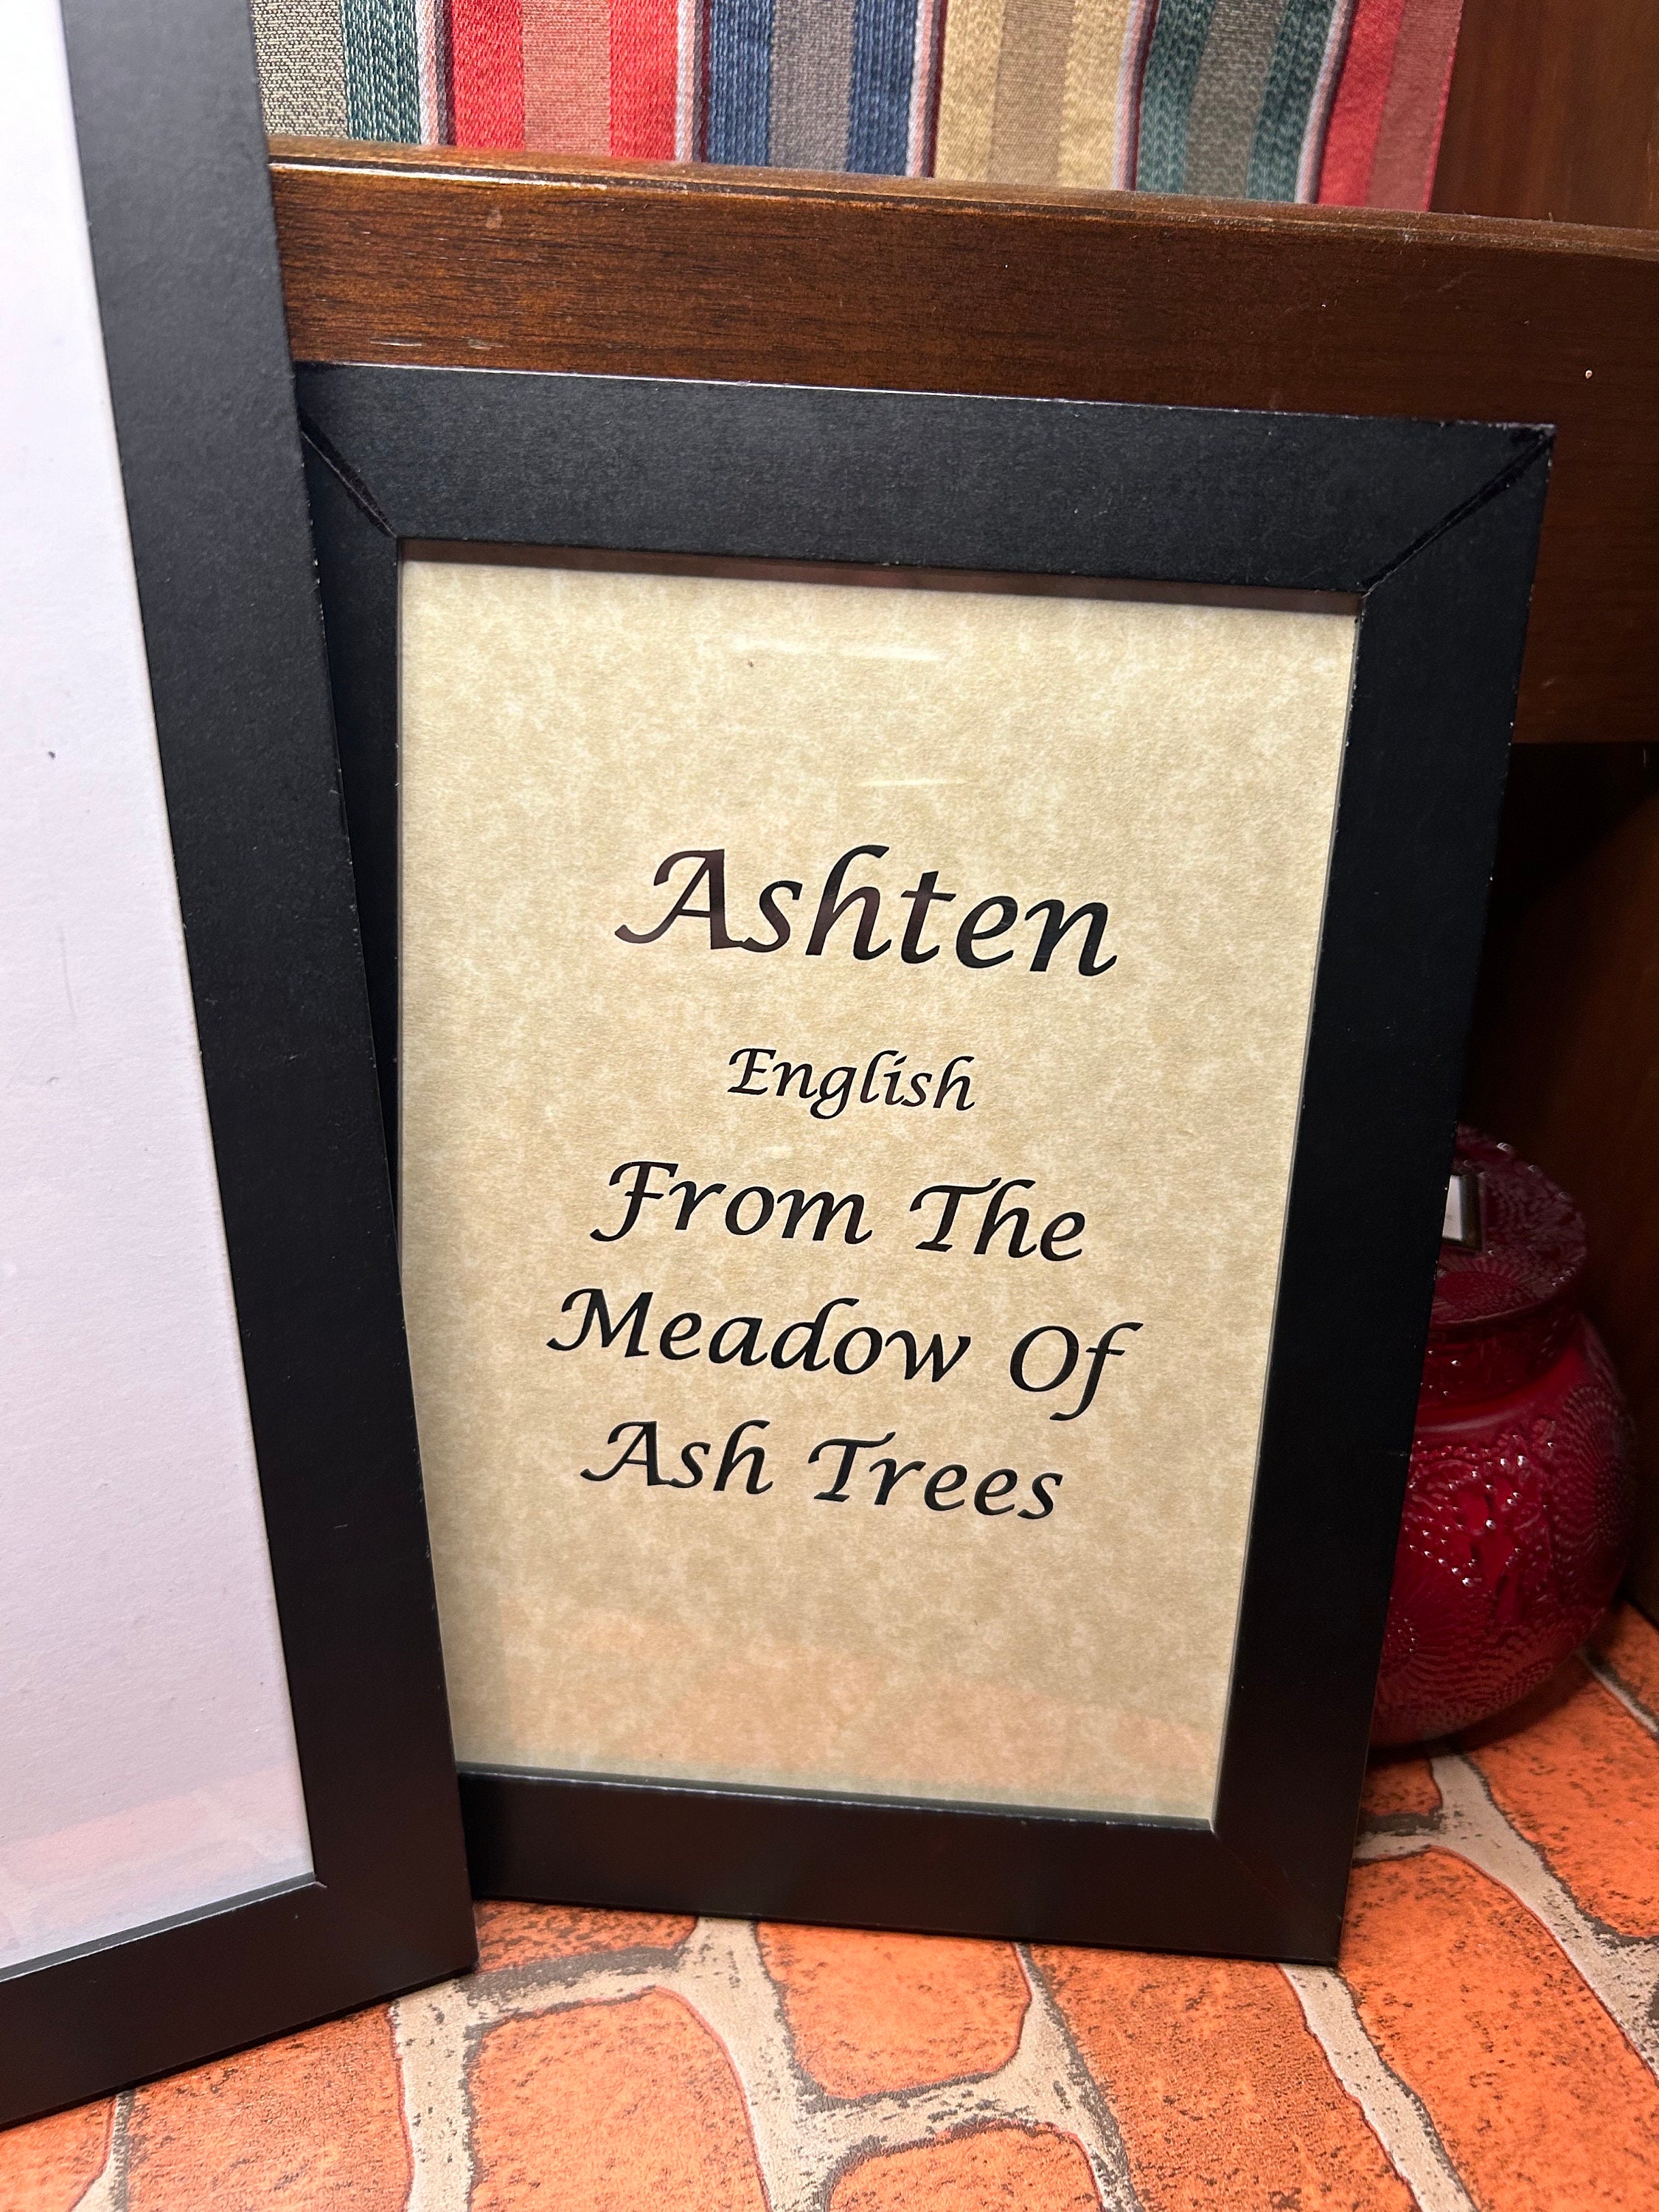 Ashten
English
From The
Meadow Of
Ash Trees